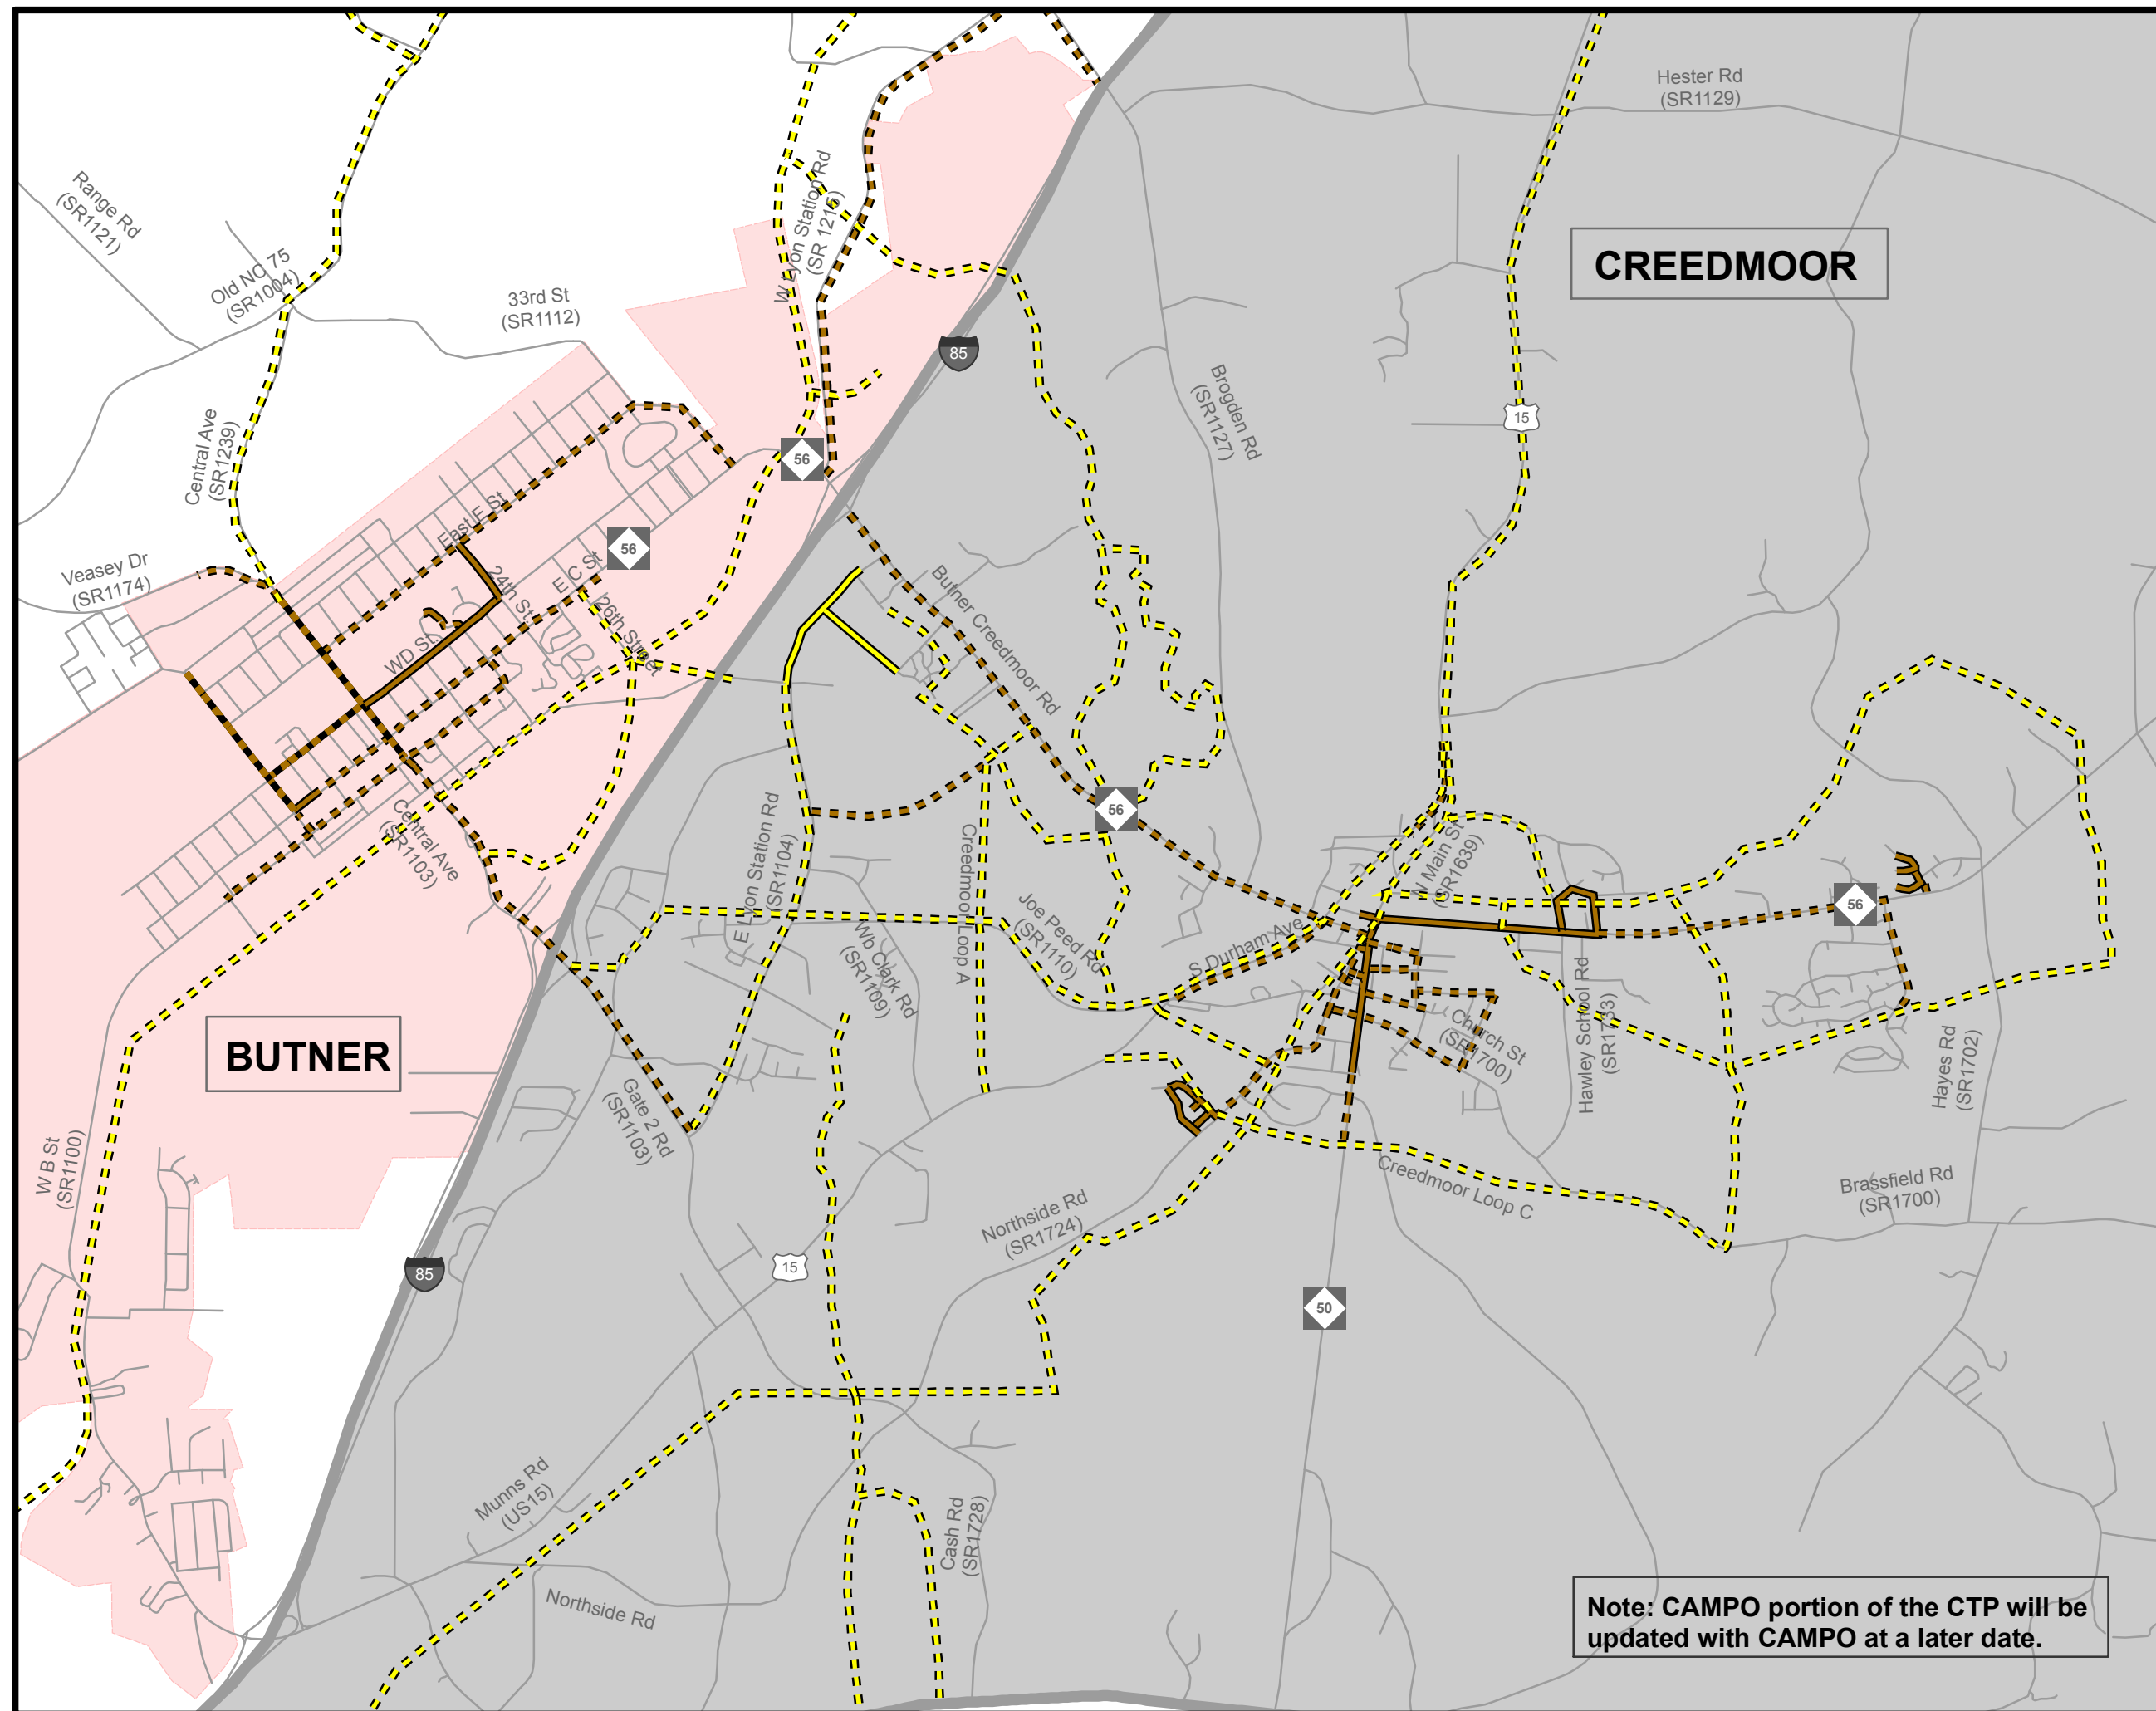 Hester Rd
(SR1129)
Range Rd
(SR1121)
W Lyon Station Rd
(SR 1215)
CREEDMOOR
Old NC 75
(SR1004)
33rd St
(SR1112)
85
15
Brogden Rd
(SR1127)
Central Ave
(SR1239)
56
East E St
56
Veasey Dr
(SR1174)
24th St
E C St
26th Street
Butner Creedmoor Rd
WD St
56
Central Ave
(SR1103)
E Lyon Station Rd
(SR1104)
Creedmoor Loop A
N Main St
(SR1639)
56
Wb Clark Rd
(SR1109)
Joe Peed Rd
(SR1110)
S Durham Ave
Church St
(SR1700)
Hawley School Rd
(SR1733)
Hayes Rd
(SR1702)
BUTNER
Gate 2 Rd
(SR1103)
W B St
(SR1100)
Northside Rd
(SR1724)
Creedmoor Loop C
Brassfield Rd
(SR1700)
85
15
50
Munns Rd
(US15)
Cash Rd
(SR1728)
Northside Rd
Note: CAMPO portion of the CTP will be
updated with CAMPO at a later date.